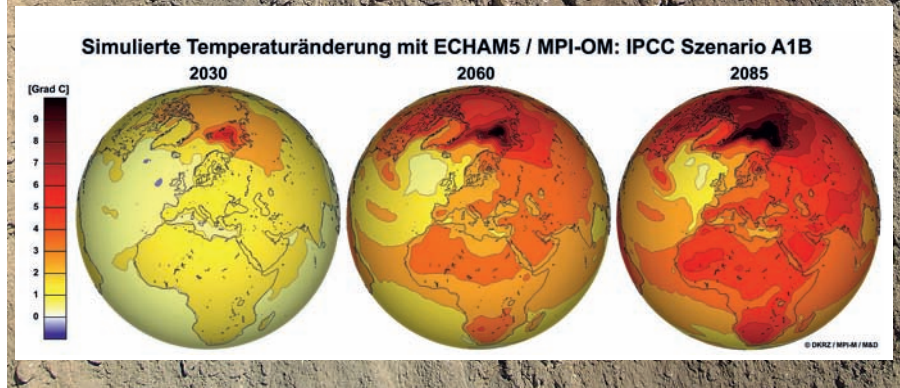 Simulierte Temperaturänderung mit ECHAM5 / MPI-OM: IPCC Szenario A1B
2030 2060 2085
[Grad C]
9
8
7
6
5
4
3
2
1
0
© DKRZ / MPI-M / M&D